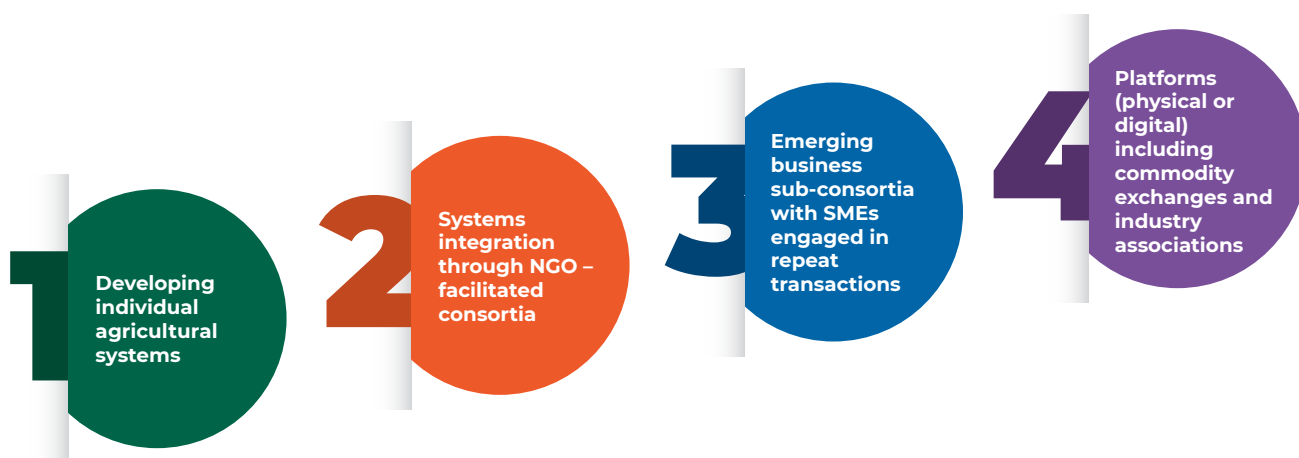 1
Developing
individual
agricultural
systems
2
Systems
integration
through NGO –
facilitated
consortia
3
Emerging
business
sub-consortia
with SMEs
engaged in
repeat
transactions
4
Platforms
(physical or
digital)
including
commodity
exchanges and
industry
associations